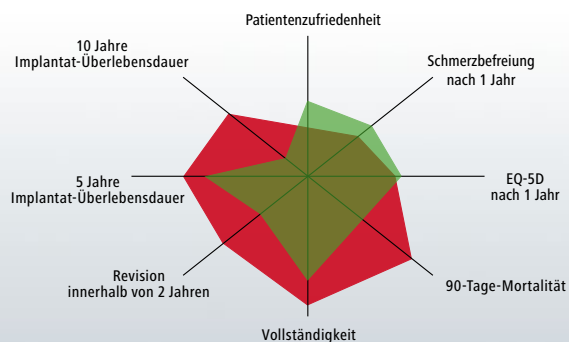 Patientenzufriedenheit
10 Jahre
Implantat-Überlebensdauer
Schmerzbefreiung
nach 1 Jahr
5 Jahre
Implantat-Überlebensdauer
EQ-5D
nach 1 Jahr
Revision
innerhalb von 2 Jahren
90-Tage-Mortalität
Vollständigkeit